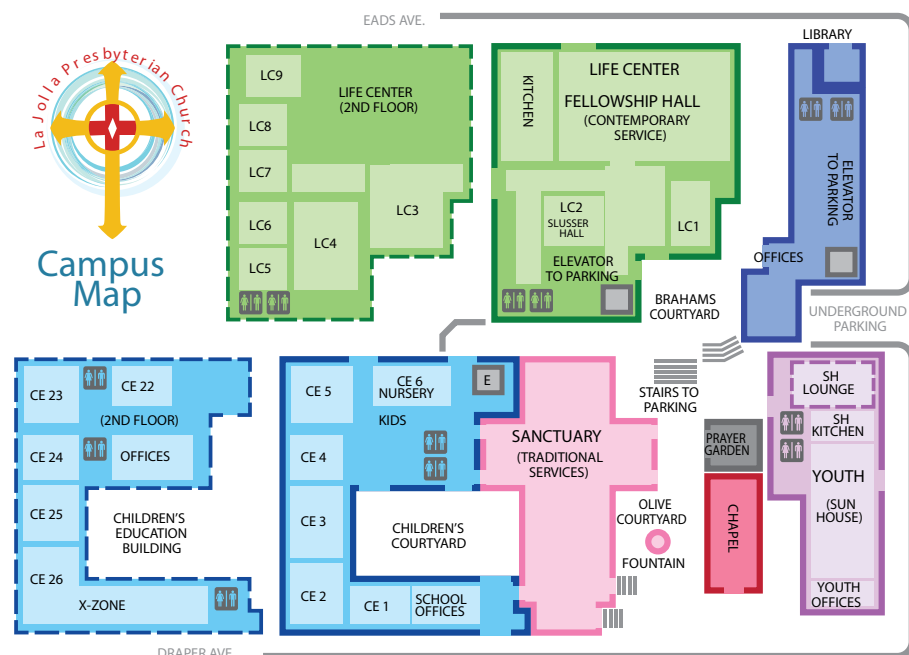 EADS AVE.
La Jolla Presbyterian Church
Campus
Map
LC9
LC8
LC7
LC6
LC5
LIFE CENTER
(2ND FLOOR)
LC4
LC3
KITCHEN
LIFE CENTER
FELLOWSHIP HALL
(CONTEMPORARY
SERVICE)
LC2
SLUSSER
HALL
LC1
ELEVATOR
TO PARKING
BRAHAMS
COURTYARD
LIBRARY
ELEVATOR
TO PARKING
OFFICES
UNDERGROUND
PARKING
CE 23
CE 22
(2ND FLOOR)
CE 24
OFFICES
CE 25
CHILDREN'S
EDUCATION
BUILDING
CE 26
X-ZONE
CE 5
CE 6
NURSERY
E
KIDS
CE 4
CE 3
CHILDREN'S
COURTYARD
CE 2
CE 1
SCHOOL
OFFICES
SANCTUARY
(TRADITIONAL
SERVICES)
STAIRS TO
PARKING
PRAYER
GARDEN
OLIVE
COURTYARD
FOUNTAIN
CHAPEL
SH
LOUNGE
SH
KITCHEN
YOUTH
(SUN
HOUSE)
YOUTH
OFFICES
DRAPER AVE.